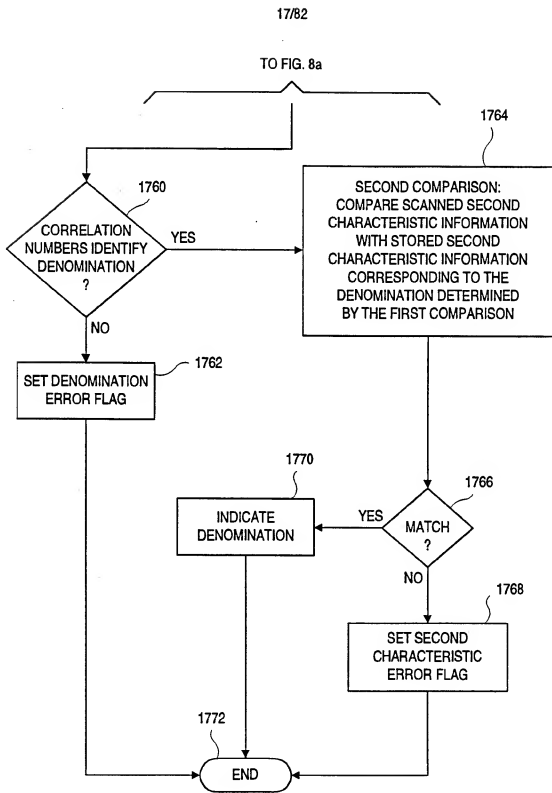 17/82
TO FIG. 8a
1764
1760
SECOND COMPARISON:
COMPARE SCANNED SECOND
CHARACTERISTIC INFORMATION
WITH STORED SECOND
CHARACTERISTIC INFORMATION
CORRESPONDING TO THE
DENOMINATION DETERMINED
BY THE FIRST COMPARISON
CORRELATION
NUMBERS IDENTIFY
DENOMINATION
?
YES
NO
1762
SET DENOMINATION
ERROR FLAG
1770
1766
INDICATE
DENOMINATION
YES
MATCH
?
NO
1768
SET SECOND
CHARACTERISTIC
ERROR FLAG
1772
END